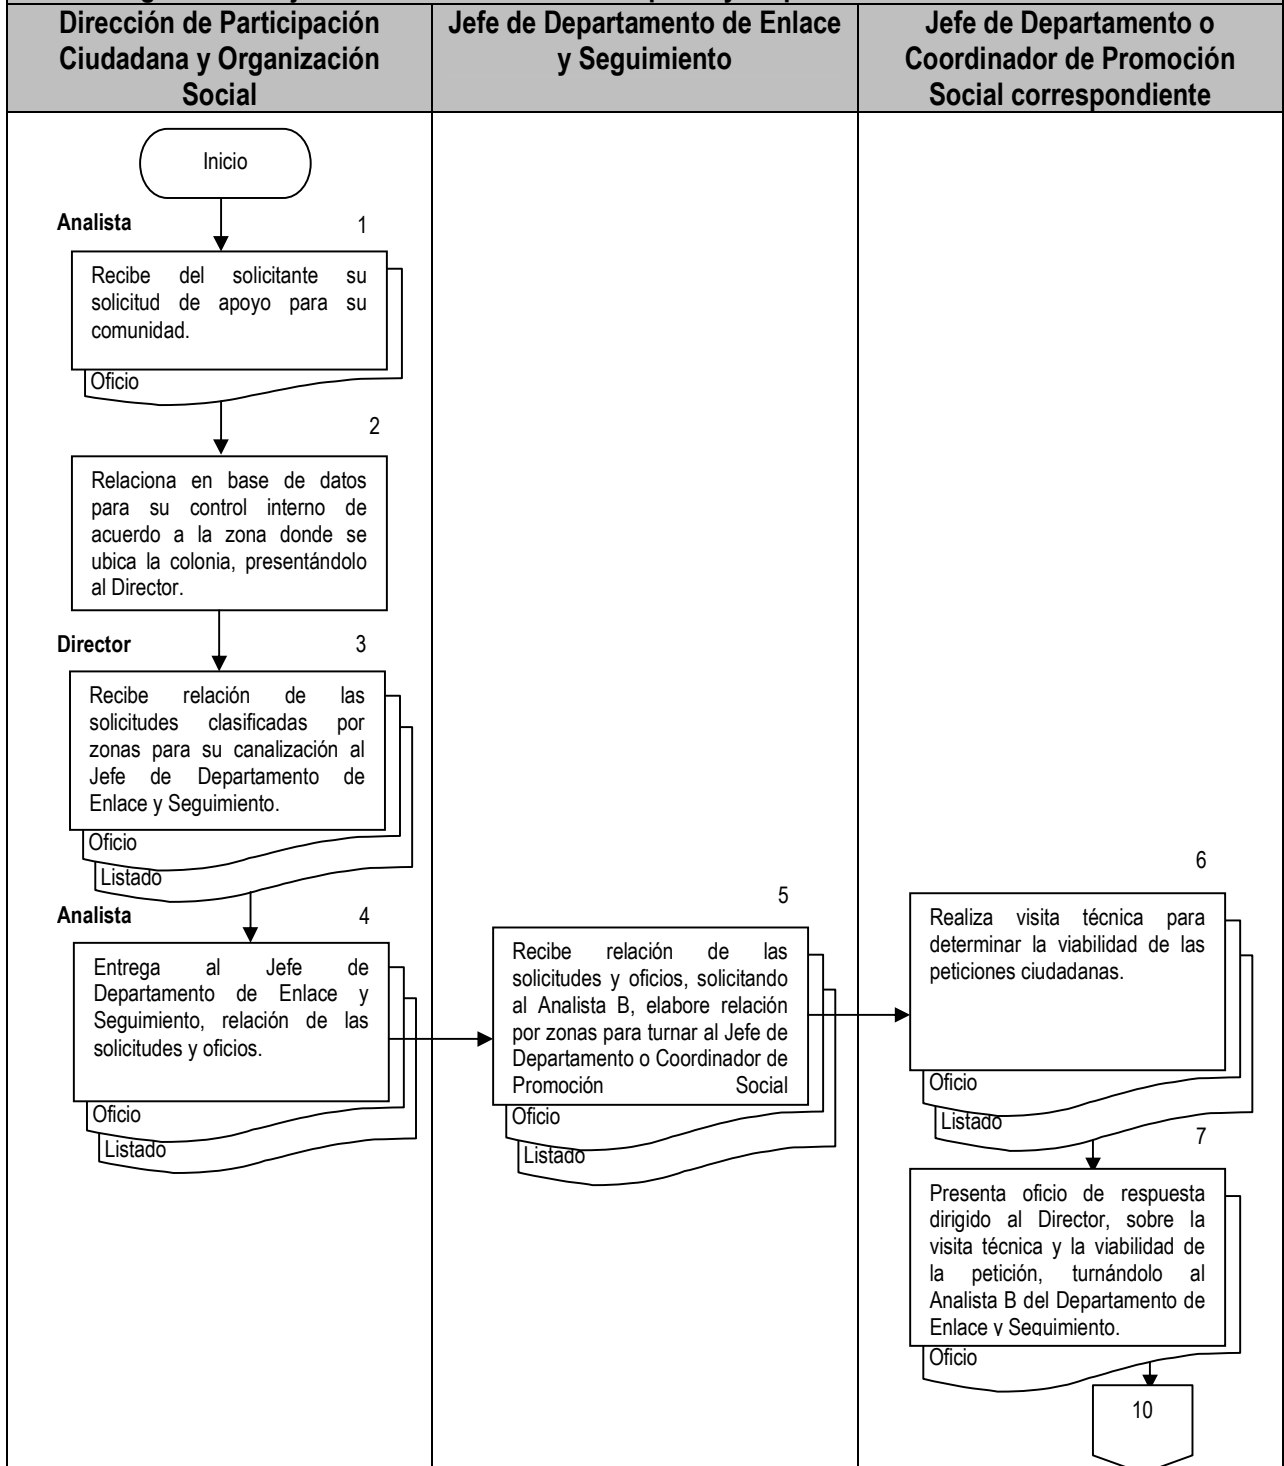 Dirección de Participación
Ciudadana y Organización
Social
Jefe de Departamento de Enlace
y Seguimiento
Jefe de Departamento o
Coordinador de Promoción
Social correspondiente
Inicio
Analista
1
Recibe del solicitante su
solicitud de apoyo para su
comunidad.
Oficio
2
Relaciona en base de datos
para su control interno de
acuerdo a la zona donde se
ubica la colonia, presentándolo
al Director.
Director
3
Recibe relación de las
solicitudes clasificadas por
zonas para su canalización al
Jefe de Departamento de
Enlace y Seguimiento.
Oficio
Listado
Analista
4
Entrega al Jefe de
Departamento de Enlace y
Seguimiento, relación de las
solicitudes y oficios.
Oficio
Listado
5
Recibe relación de las
solicitudes y oficios, solicitando
al Analista B, elabore relación
por zonas para turnar al Jefe de
Departamento o Coordinador de
Promoción Social
Oficio
Listado
6
Realiza visita técnica para
determinar la viabilidad de las
peticiones ciudadanas.
Oficio
Listado
7
Presenta oficio de respuesta
dirigido al Director, sobre la
visita técnica y la viabilidad de
la petición, turnándolo al
Analista B del Departamento de
Enlace y Seguimiento.
Oficio
10